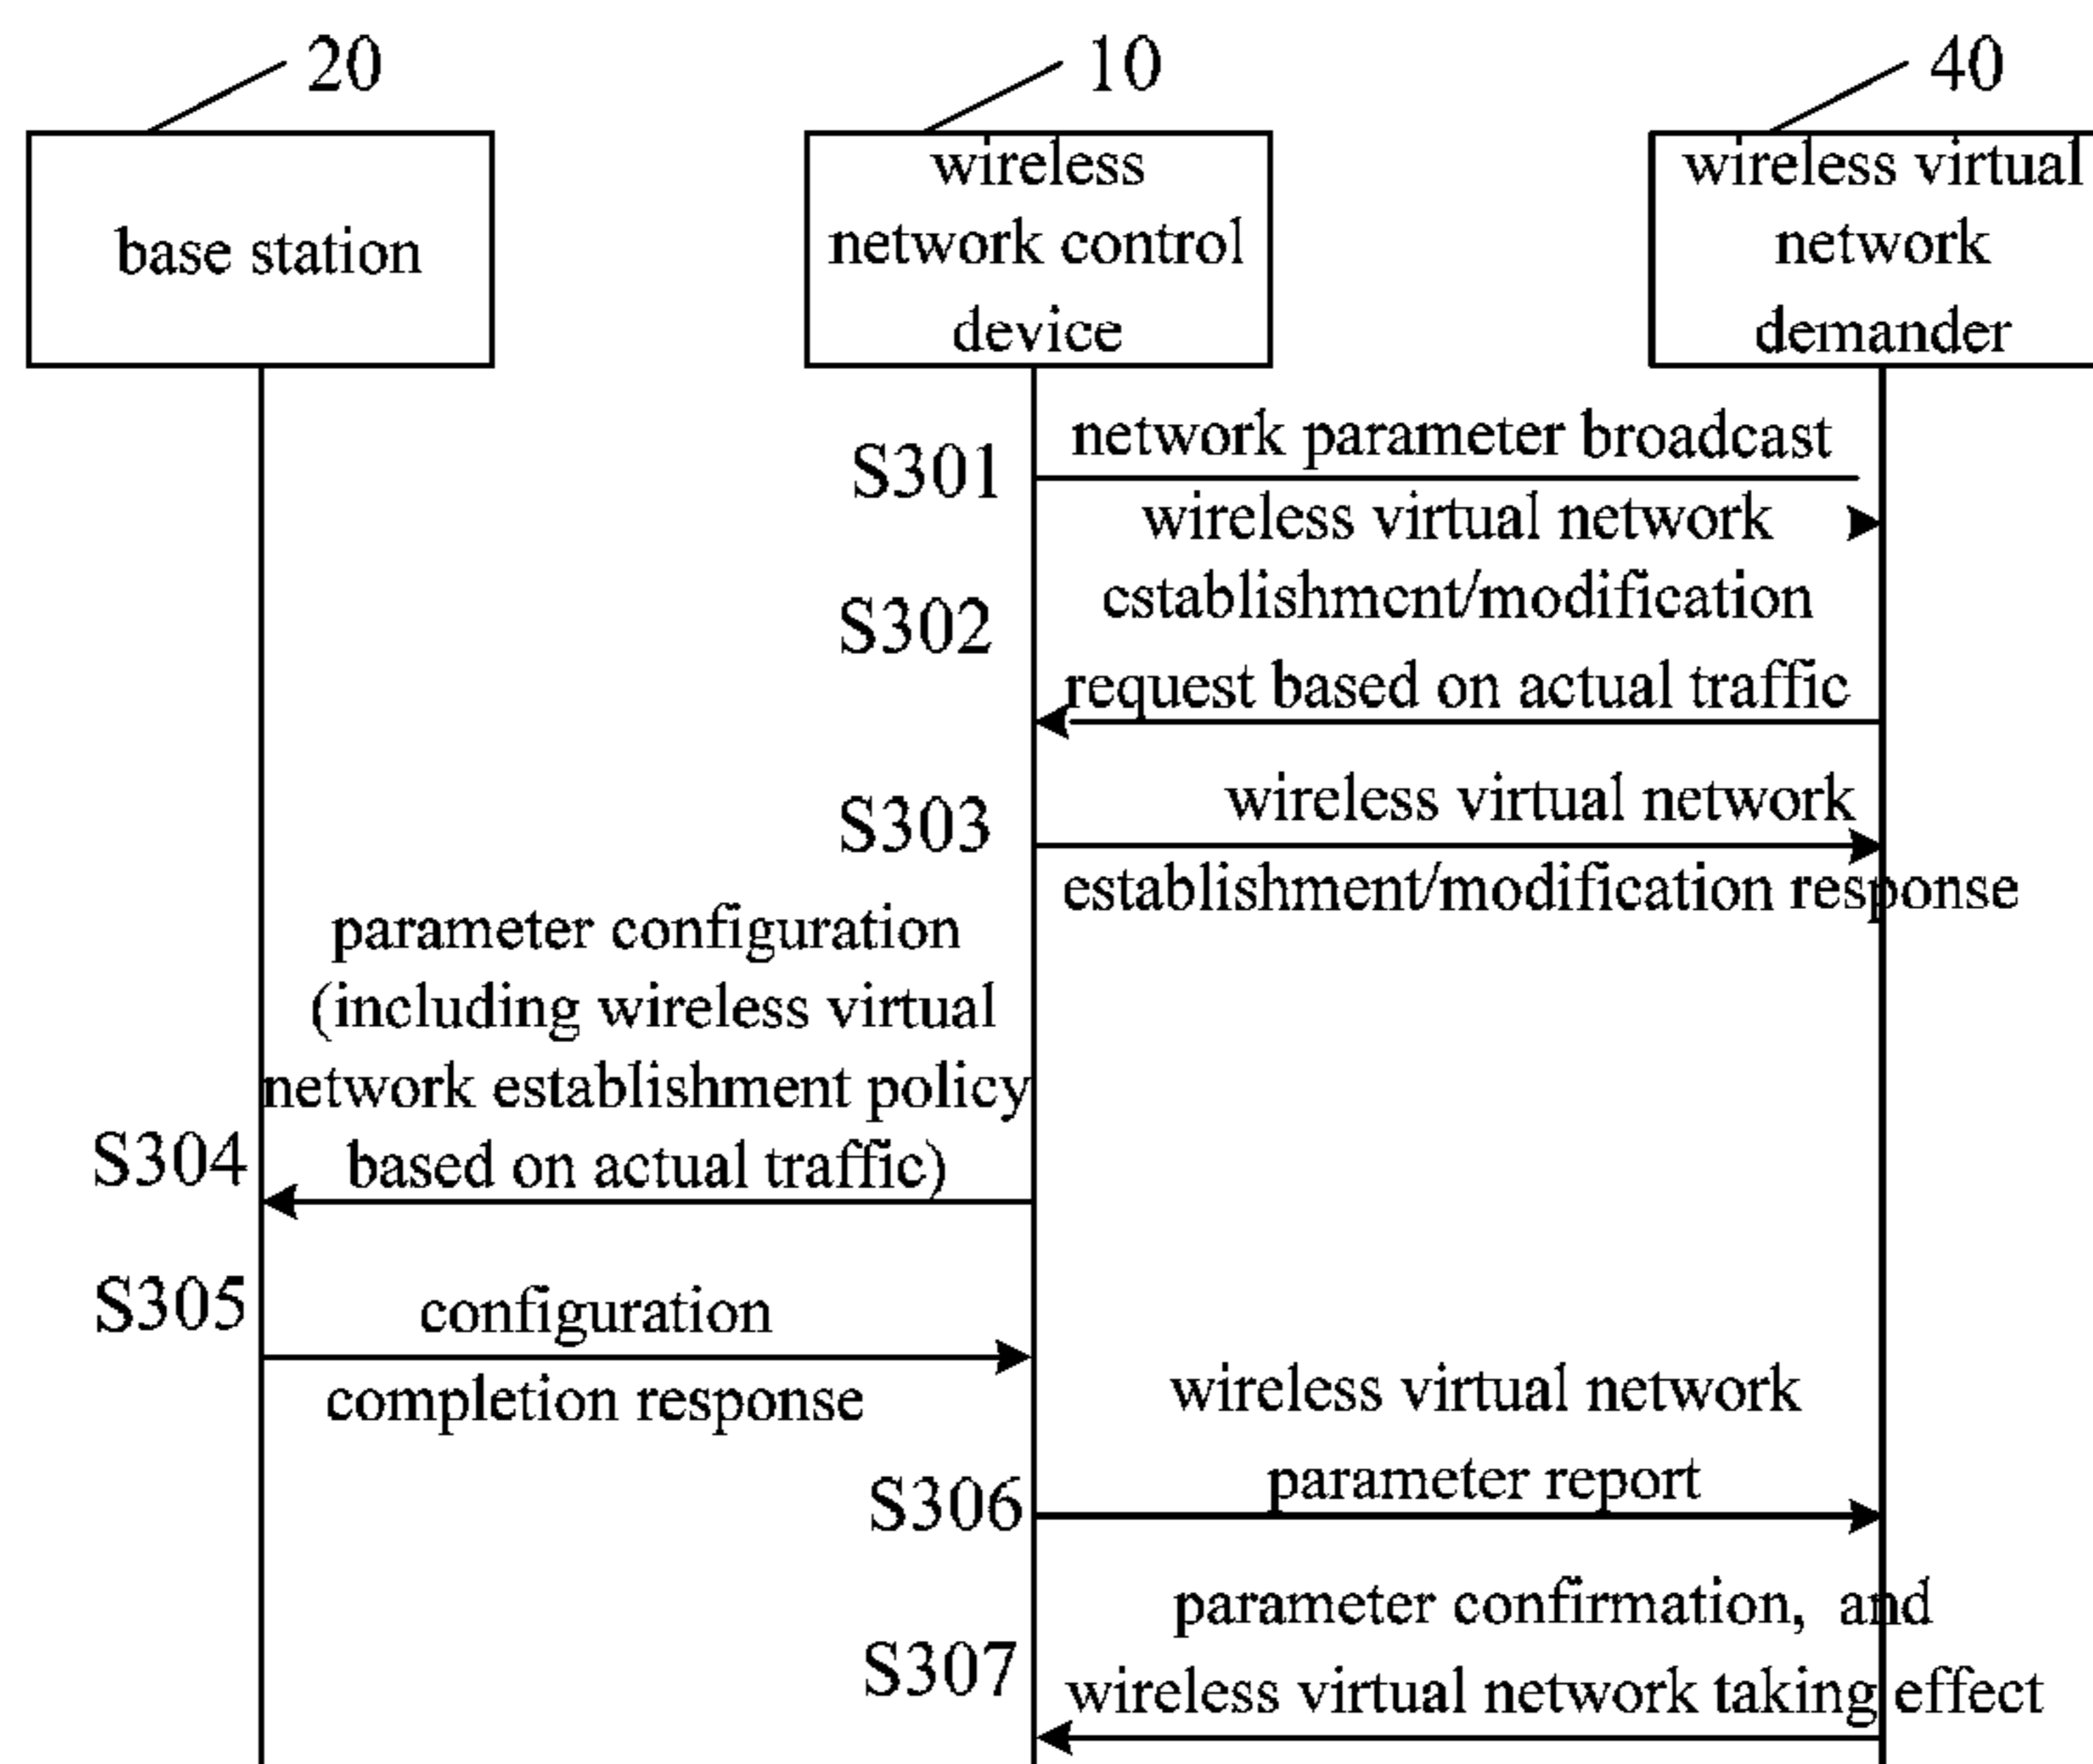 20
10
40
base station
wireless
network control
device
wireless virtual
network
demander
S301
network parameter broadcast
wireless virtual network
S302
establishment/modification
request based on actual traffic
S303
wireless virtual network
establishment/modification response
parameter configuration
(including wireless virtual
network establishment policy
S304
based on actual traffic)
S305
configuration
completion response
wireless virtual network
S306
parameter report
parameter confirmation, and
S307
wireless virtual network taking effect